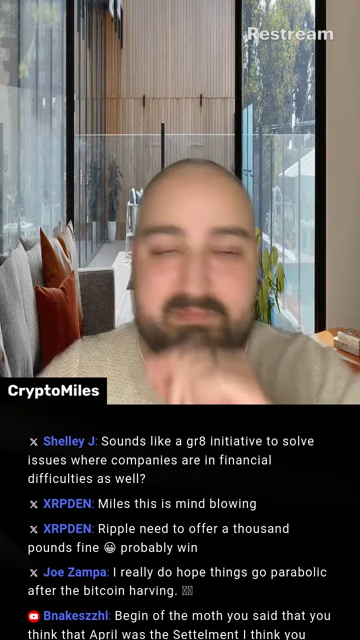 Restream
CryptoMiles
Shelley J: Sounds like a gr8 initiative to solve
issues where companies are in financial
difficulties as well?
XRPDEN: Miles this is mind blowing
XRPDEN: Ripple need to offer a thousand
pounds fine 😀 probably win
Joe Zampa: I really do hope things go parabolic
after the bitcoin harving.
Bnakeszzhl: Begin of the moth you said that you
think that April was the Settelment I think you